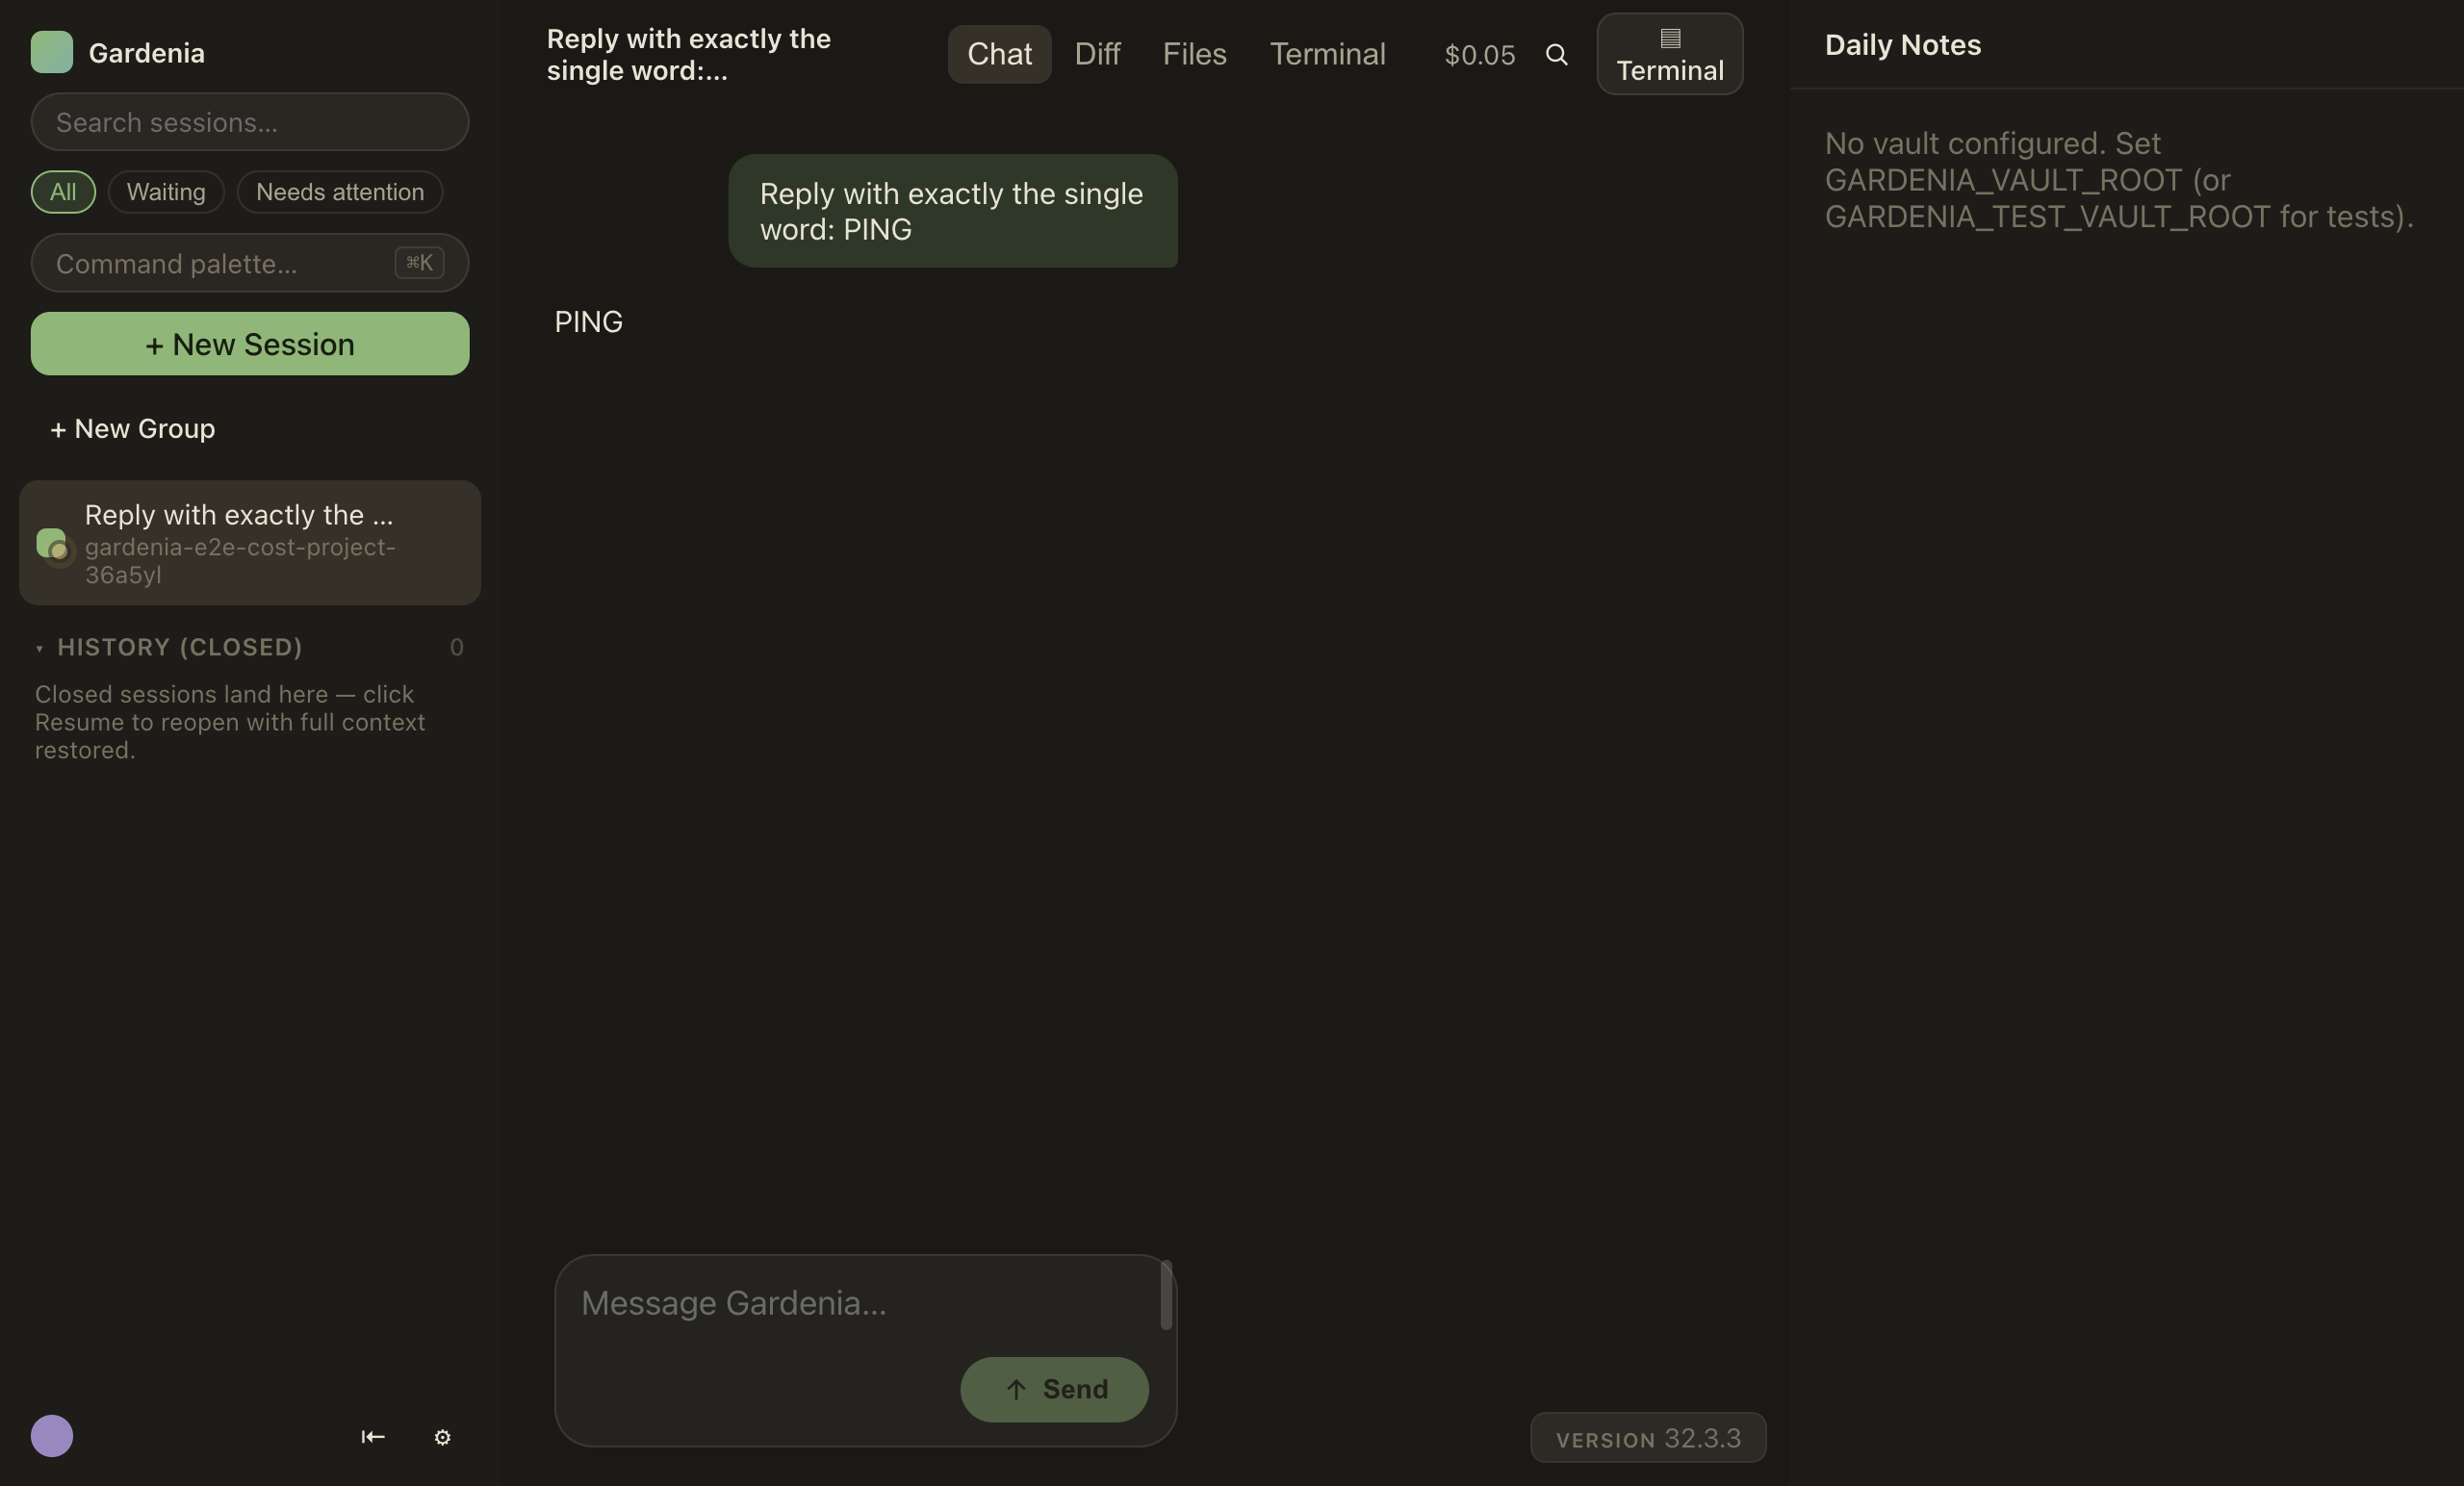 Gardenia
Search sessions...
All
Waiting
Needs attention
Command palette...
⌘K
+ New Session
+ New Group
Reply with exactly the ...
gardenia-e2e-cost-project-
36a5yl
HISTORY (CLOSED)
0
Closed sessions land here — click
Resume to reopen with full context
restored.
Reply with exactly the
single word:...
Chat
Diff
Files
Terminal
$0.05
Terminal
Reply with exactly the single
word: PING
PING
Message Gardenia...
Send
VERSION 32.3.3
Daily Notes
No vault configured. Set
GARDENIA_VAULT_ROOT (or
GARDENIA_TEST_VAULT_ROOT for tests).